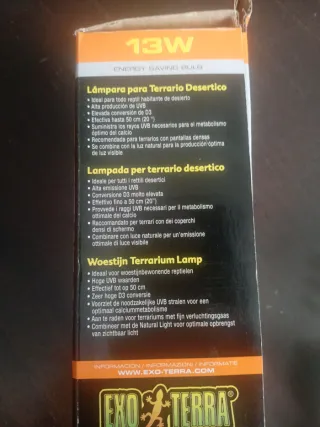 13W
ENERGY SAVING BULB
Lámpara para Terrario Desertico
• Ideal para todo reptil habitante de desierto
• Alta producción de UVB
• Elevada conversión de D3
• Efectiva hasta 50 cm (20")
• Suministra los rayos UVB necesarios para el metabolismo
óptimo del calcio
• Recomendada para terrarios con pantallas densas
• Se combina con la luz natural para la producción óptima
de luz visible
Lampada per terrario desertico
• Ideale per tutti i rettili desertici
• Alta emissione UVB
• Conversione D3 molto elevata
• Effettivo fino a 50 cm (20")
• Provvede i raggi UVB necessari per il metabolismo
ottimale del calcio
• Raccomandato per terrari con dei coperchi
densi di schermo
• Combinare con luce naturale per un'emissione
ottimale di luce visibile
Woestijn Terrarium Lamp
• Ideaal voor woestijnbewonende reptielen
• Hoge UVB waarden
• Effectief tot op 50 cm
• Zeer hoge D3 conversie
• Voorziet de noodzakelijke UVB stralen voor een
optimaal calciummetabolisme
• Aan te raden voor terrariums met fijn verluchtingsgaas
• Combineer met de Natural Light voor optimale opbrengst
van zichtbaar licht
INFORMACION / INFORMAZIONI / INFORMATIE
WWW.EXO-TERRA.COM
EXO TERRA®